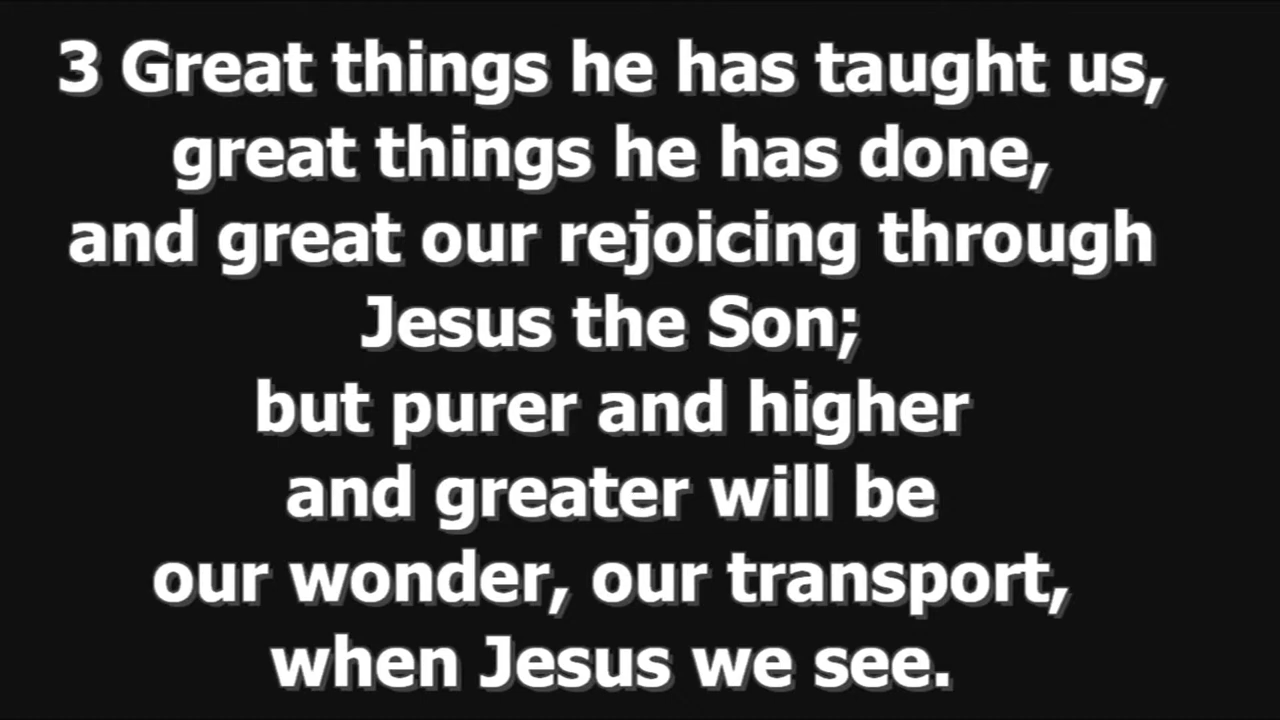 3 Great things he has taught us,
great things he has done,
and great our rejoicing through
Jesus the Son;
but purer and higher
and greater will be
our wonder, our transport,
when Jesus we see.